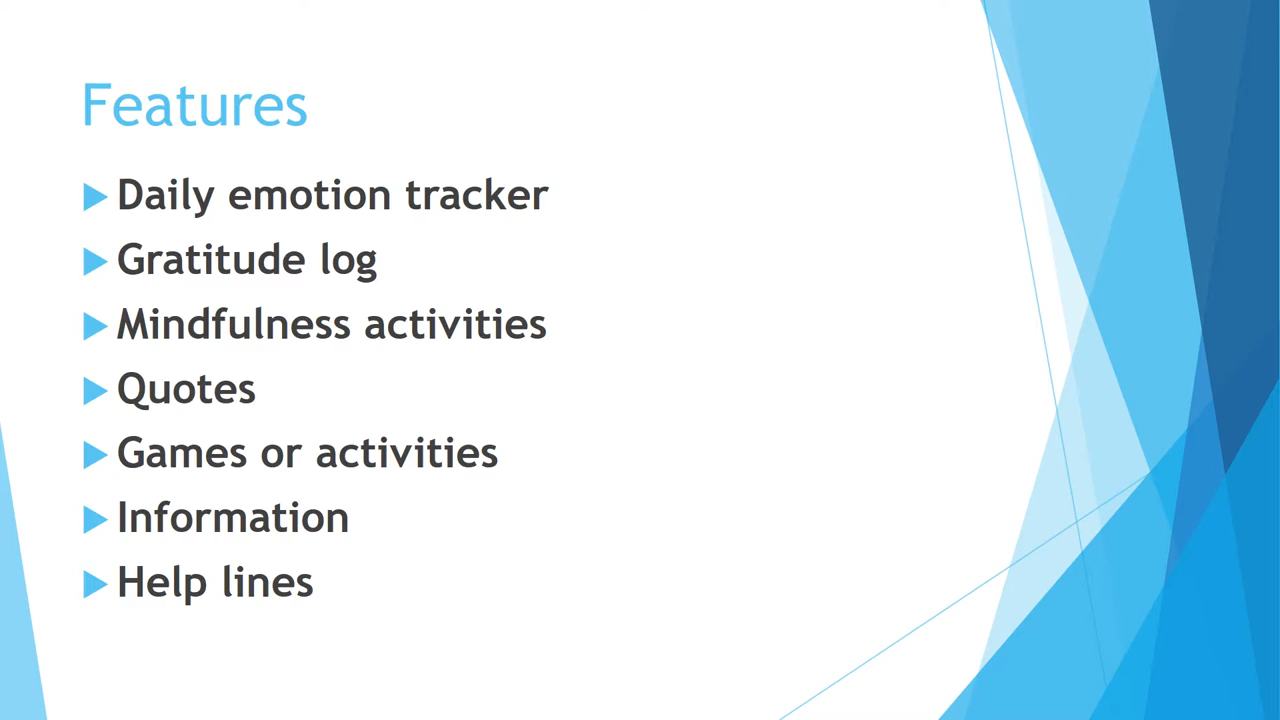 Features
Daily emotion tracker
Gratitude log
Mindfulness activities
Quotes
Games or activities
Information
Help lines